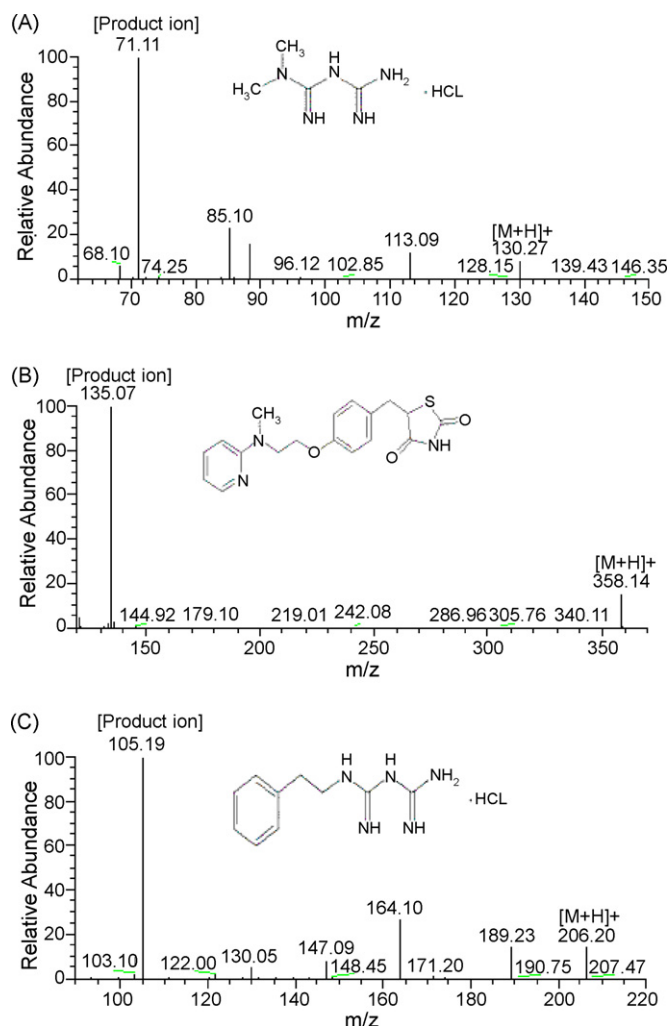 (A)
[Product ion]
71.11
CH₃
H
N
N
NH₂
H₃C
· HCL
NH
NH
Relative Abundance
100
80
60
40
20
0
68.10
74.25
85.10
96.12
102.85
113.09
128.15
[M+H]+
130.27
139.43
146.35
70
80
90
100
110
120
130
140
150
m/z
(B)
[Product ion]
135.07
CH₃
N
N
O
S
O
O
NH
Relative Abundance
100
80
60
40
20
0
144.92
179.10
219.01
242.08
286.96
305.76
340.11
[M+H]+
358.14
150
200
250
300
350
m/z
(C)
[Product ion]
105.19
H
N
H
N
NH₂
NH
NH
·HCL
Relative Abundance
100
80
60
40
20
0
103.10
122.00
130.05
147.09
148.45
164.10
171.20
189.23
190.75
[M+H]+
206.20
207.47
100
120
140
160
180
200
220
m/z